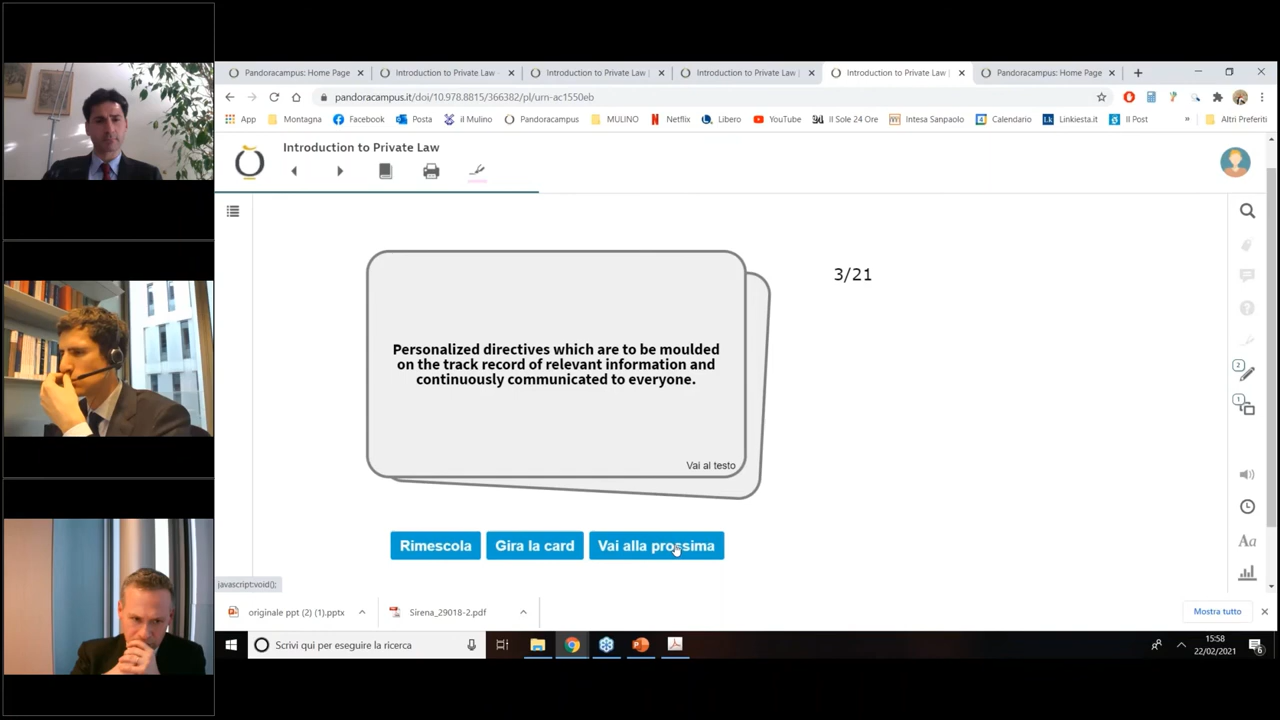 Pandoracampus: Home Page
Introduction to Private Law
Introduction to Private Law |
Introduction to Private Law |
Introduction to Private Law |
Pandoracampus: Home Page
pandoracampus.it/doi/10.978.8815/366382/pl/urn-ac1550eb
App
Montagna
Facebook
Posta
il Mulino
Pandoracampus
MULINO
Netflix
Libero
YouTube
Il Sole 24 Ore
Intesa Sanpaolo
Calendario
Linkiesta.it
Il Post
»
Altri Preferiti
Introduction to Private Law
3/21
Personalized directives which are to be moulded
on the track record of relevant information and
continuously communicated to everyone.
Vai al testo
2
1
Aa
Rimescola
Gira la card
Vai alla prossima
javascript:void();
originale ppt (2) (1).pptx
Sirena_29018-2.pdf
Mostra tutto
Scrivi qui per eseguire la ricerca
15:58
22/02/2021
6